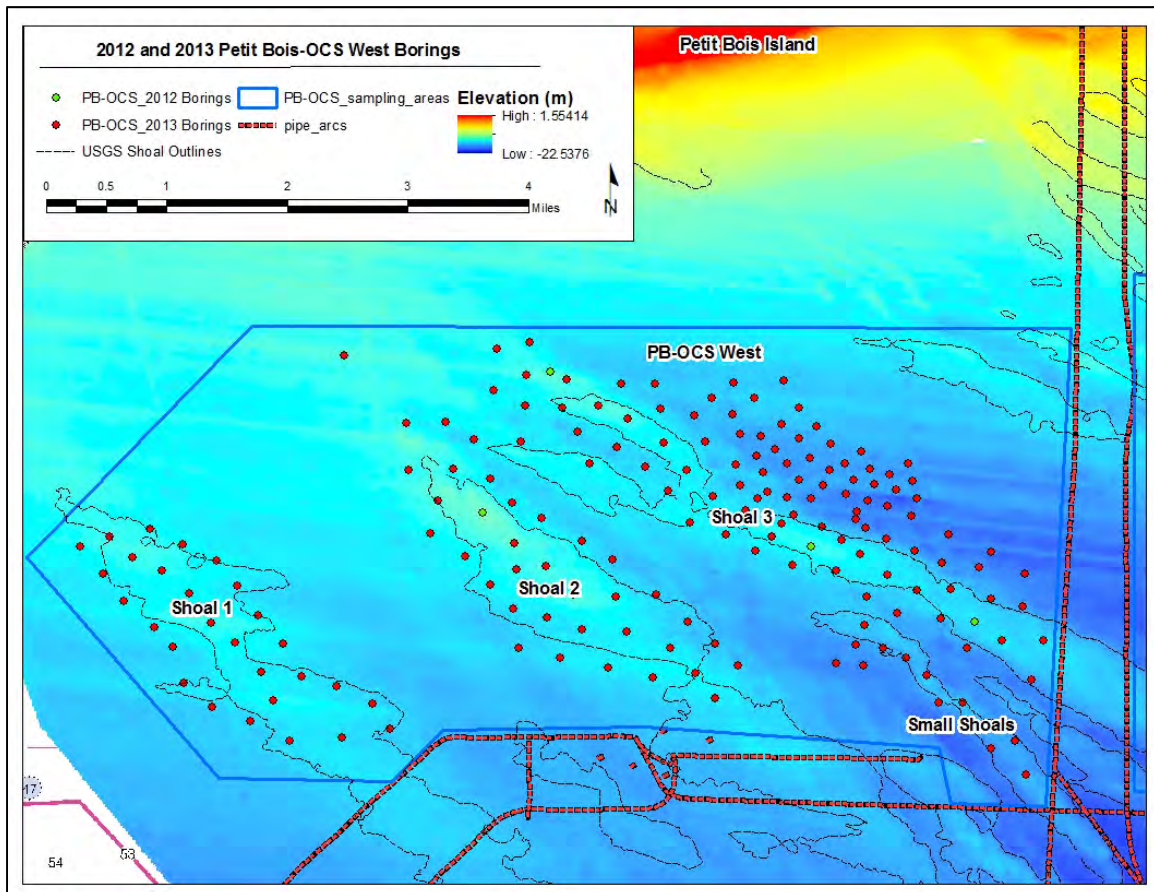 2012 and 2013 Petit Bois-OCS West Borings
PB-OCS_2012 Borings
PB-OCS_sampling_areas
Elevation (m)
PB-OCS_2013 Borings
pipe_arcs
High : 1.55414
USGS Shoal Outlines
Low : -22.5376
0 0.5 1 2 3 4
Miles
N
Petit Bois Island
PB-OCS West
Shoal 3
Shoal 2
Shoal 1
Small Shoals
47
53
54